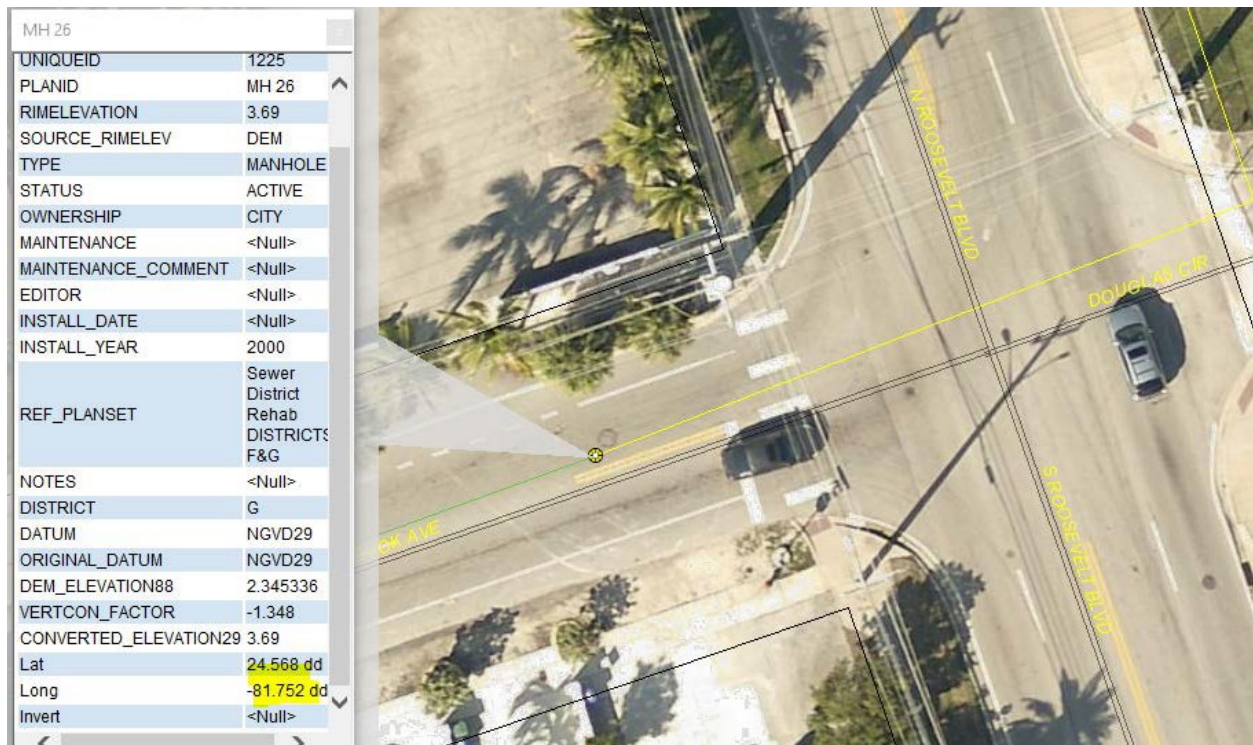 MH 26
UNIQUEID 1225
PLANID MH 26
RIMELEVATION 3.69
SOURCE_RIMELEV DEM
TYPE MANHOLE
STATUS ACTIVE
OWNERSHIP CITY
MAINTENANCE <Null>
MAINTENANCE_COMMENT <Null>
EDITOR <Null>
INSTALL_DATE <Null>
INSTALL_YEAR 2000
REF_PLANSET Sewer
District
Rehab
DISTRICTS
F&G
NOTES <Null>
DISTRICT G
DATUM NGVD29
ORIGINAL_DATUM NGVD29
DEM_ELEVATION88 2.345336
VERTCON_FACTOR -1.348
CONVERTED_ELEVATION29 3.69
Lat 24.568 dd
Long -81.752 dd
Invert <Null>
N ROOSEVELT BLVD
DOUGLAS CIR
OK AVE
S ROOSEVELT BLVD